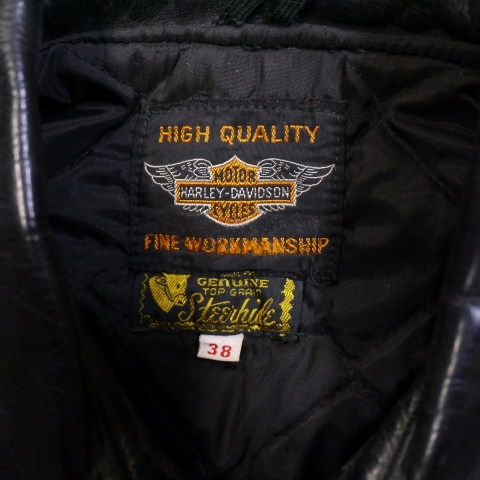 HIGH QUALITY
MOTOR
HARLEY-DAVIDSON
CYCLES
FINE WORKMANSHIP
GENUINE
TOP GRAIN
Steerhide
38